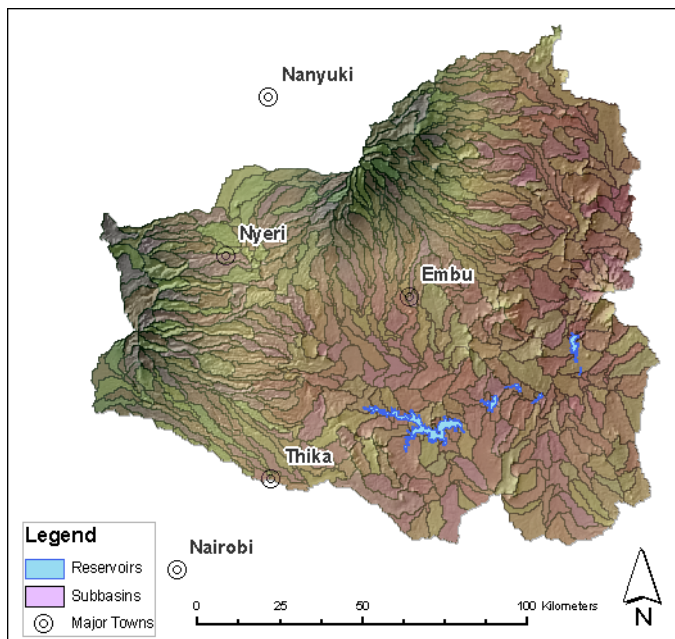 Nanyuki
Nyeri
Embu
Thika
Legend
Reservoirs
Subbasins
Major Towns
Nairobi
0 25 50 100 Kilometers
N